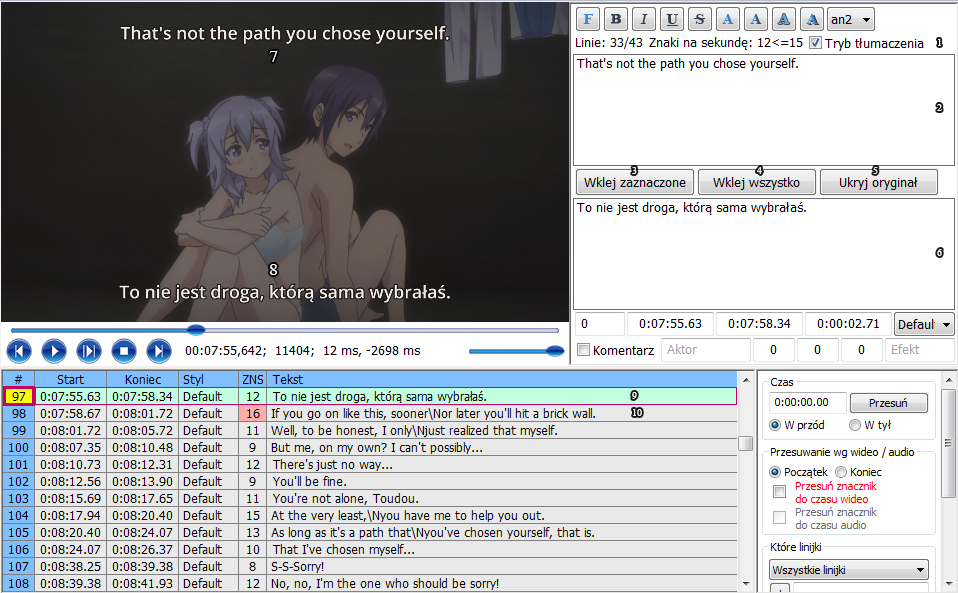 That's not the path you chose yourself.
7
8
To nie jest droga, którą sama wybrałaś.
00:07:55,642; 11404; 12 ms, -2698 ms
F B I U S A A A A an2
Linie: 33/43 Znaki na sekundę: 12<=15 Tryb tłumaczenia 1
That's not the path you chose yourself.
2
3 4 5
Wklej zaznaczone Wklej wszystko Ukryj oryginał
To nie jest droga, którą sama wybrałaś.
6
0 0:07:55.63 0:07:58.34 0:00:02.71 Default
Komentarz Aktor 0 0 0 Efekt
# Start Koniec Styl ZNS Tekst
97 0:07:55.63 0:07:58.34 Default 12 To nie jest droga, którą sama wybrałaś. 9
98 0:07:58.67 0:08:01.72 Default 16 If you go on like this, sooner\Nor later you'll hit a brick wall. 10
99 0:08:01.72 0:08:05.72 Default 11 Well, to be honest, I only\Njust realized that myself.
100 0:08:07.35 0:08:10.48 Default 9 But me, on my own? I can't possibly...
101 0:08:10.73 0:08:12.31 Default 12 There's just no way...
102 0:08:12.56 0:08:13.90 Default 9 You'll be fine.
103 0:08:15.69 0:08:17.65 Default 11 You're not alone, Toudou.
104 0:08:17.94 0:08:20.40 Default 15 At the very least,\Nyou have me to help you out.
105 0:08:20.40 0:08:24.07 Default 13 As long as it's a path that\Nyou've chosen yourself, that is.
106 0:08:24.07 0:08:26.37 Default 10 That I've chosen myself...
107 0:08:38.25 0:08:39.38 Default 8 S-S-Sorry!
108 0:08:39.38 0:08:41.93 Default 12 No, no, I'm the one who should be sorry!
Czas
0:00:00.00 Przesuń
W przód W tył
Przesuwanie wg wideo / audio
Początek Koniec
Przesuń znacznik
do czasu wideo
Przesuń znacznik
do czasu audio
Które linijki
Wszystkie linijki